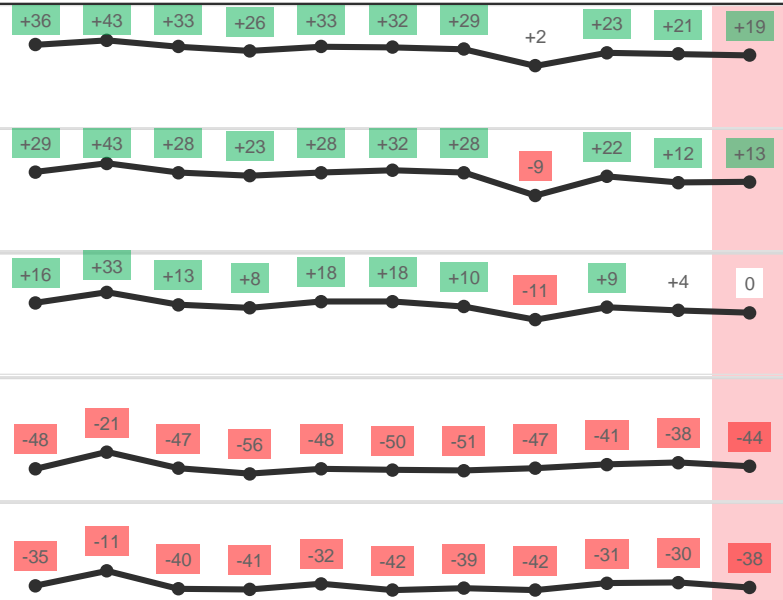 +36 +43 +33 +26 +33 +32 +29 +2 +23 +21 +19
+29 +43 +28 +23 +28 +32 +28 -9 +22 +12 +13
+16 +33 +13 +8 +18 +18 +10 -11 +9 +4 0
-48 -21 -47 -56 -48 -50 -51 -47 -41 -38 -44
-35 -11 -40 -41 -32 -42 -39 -42 -31 -30 -38